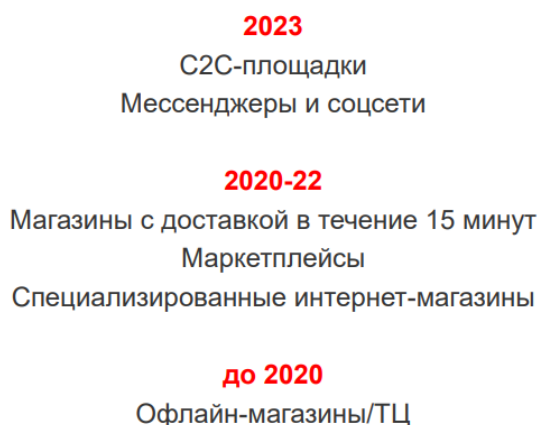 2023
С2С-площадки
Мессенджеры и соцсети
2020-22
Магазины с доставкой в течение 15 минут
Маркетплейсы
Специализированные интернет-магазины
до 2020
Офлайн-магазины/ТЦ